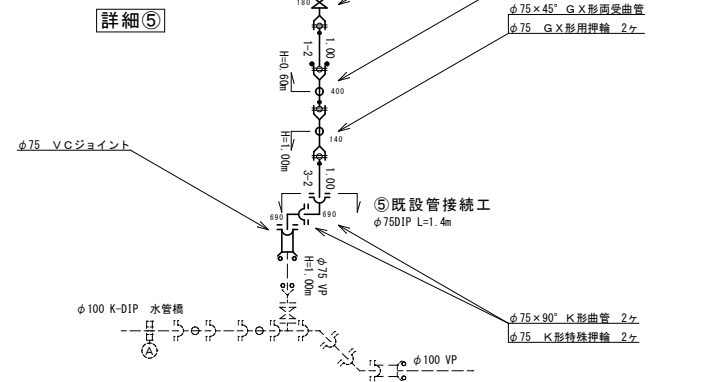 180
詳細⑤
φ75×45° GX形両受曲管
φ75 GX形用押輪 2ヶ
1-2
1.00
H=0.60m
400
140
H=1.00m
φ75 VCジョイント
3-2
1.00
⑤既設管接続工
φ75DIP L=1.4m
690
690
φ75 VP
H=1.00m
φ100 K-DIP 水管橋
A
φ75×90° K形曲管 2ヶ
φ75 K形特殊押輪 2ヶ
φ100 VP